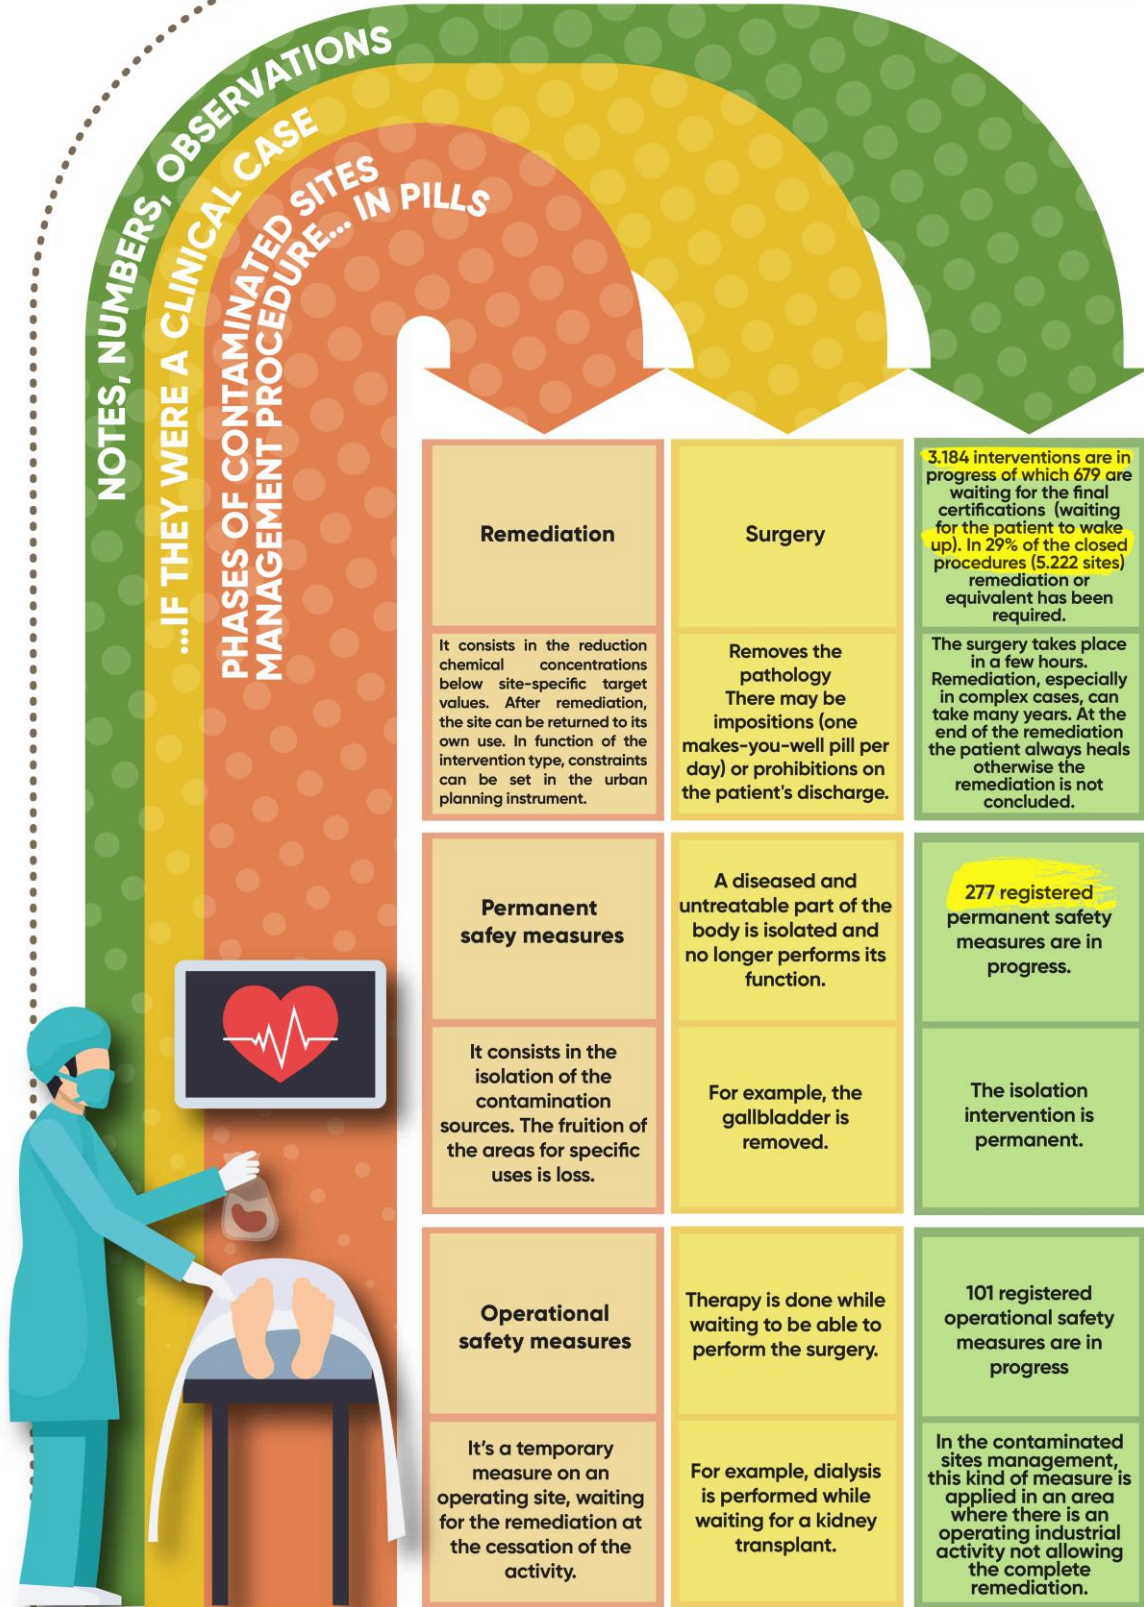 NOTES, NUMBERS, OBSERVATIONS
...IF THEY WERE A CLINICAL CASE
PHASES OF CONTAMINATED SITES
MANAGEMENT PROCEDURE... IN PILLS
Remediation
Surgery
3.184 interventions are in
progress of which 679 are
waiting for the final
certifications (waiting
for the patient to wake
up). In 29% of the closed
procedures (5.222 sites)
remediation or
equivalent has been
required.
It consists in the reduction
chemical concentrations
below site-specific target
values. After remediation,
the site can be returned to its
own use. In function of the
intervention type, constraints
can be set in the urban
planning instrument.
Removes the
pathology
There may be
impositions (one
makes-you-well pill per
day) or prohibitions on
the patient's discharge.
The surgery takes place
in a few hours.
Remediation, especially
in complex cases, can
take many years. At the
end of the remediation
the patient always heals
otherwise the
remediation is not
concluded.
Permanent
safey measures
A diseased and
untreatable part of the
body is isolated and
no longer performs its
function.
277 registered
permanent safety
measures are in
progress.
It consists in the
isolation of the
contamination
sources. The fruition of
the areas for specific
uses is loss.
For example, the
gallbladder is
removed.
The isolation
intervention is
permanent.
Operational
safety measures
Therapy is done while
waiting to be able to
perform the surgery.
101 registered
operational safety
measures are in
progress
It's a temporary
measure on an
operating site, waiting
for the remediation at
the cessation of the
activity.
For example, dialysis
is performed while
waiting for a kidney
transplant.
In the contaminated
sites management,
this kind of measure is
applied in an area
where there is an
operating industrial
activity not allowing
the complete
remediation.